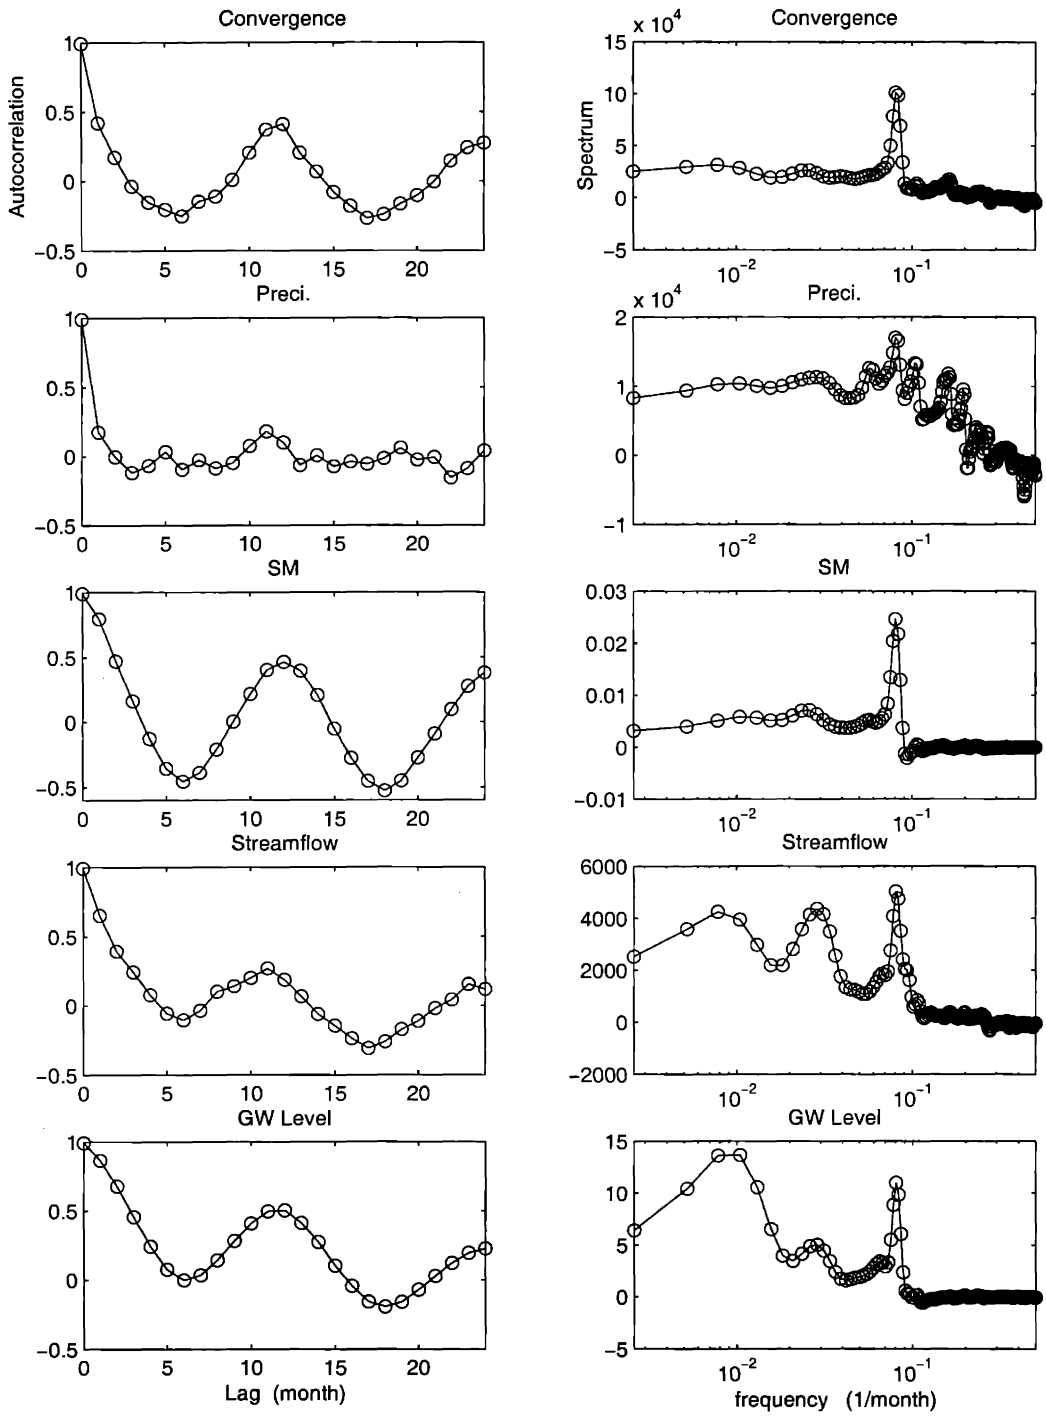 Convergence
Autocorrelation
1
0.5
0
−0.5
0 5 10 15 20
Convergence
x 10^4
Spectrum
15
10
5
0
−5
10^−2 10^−1
Preci.
1
0.5
0
−0.5
0 5 10 15 20
Preci.
x 10^4
2
1
0
−1
10^−2 10^−1
SM
1
0.5
0
−0.5
0 5 10 15 20
SM
0.03
0.02
0.01
0
−0.01
10^−2 10^−1
Streamflow
1
0.5
0
−0.5
0 5 10 15 20
Streamflow
6000
4000
2000
0
−2000
10^−2 10^−1
GW Level
1
0.5
0
−0.5
0 5 10 15 20
Lag (month)
GW Level
15
10
5
0
−5
10^−2 10^−1
frequency (1/month)